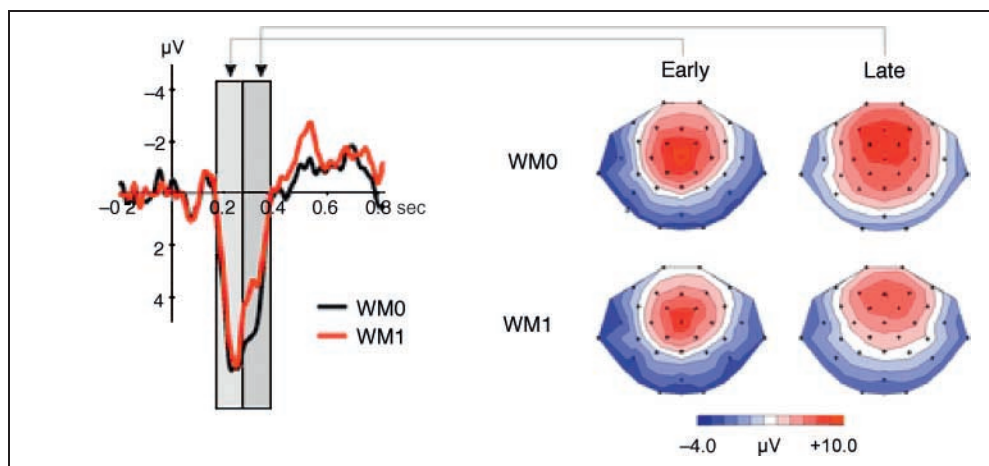 µV
Early
Late
–4
–2
WM0
–0.2
0.2
0.4
0.6
0.8 sec
2
4
WM0
WM1
WM1
–4.0
µV
+10.0